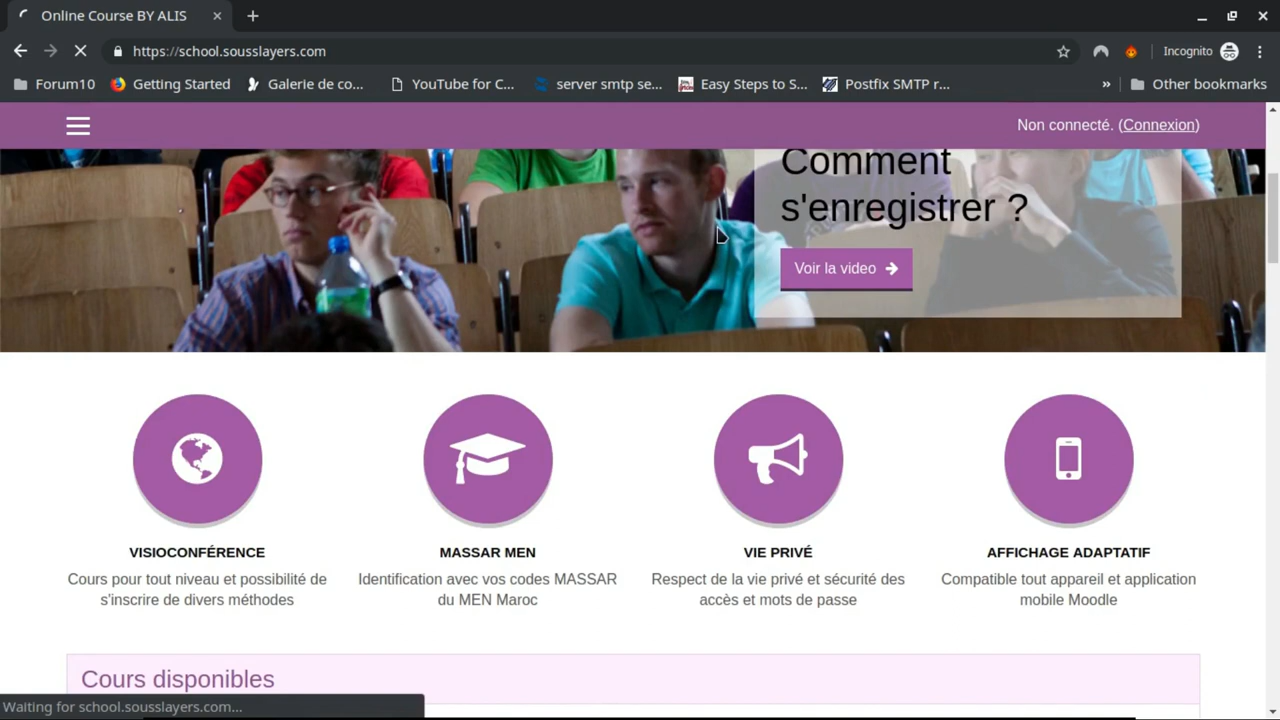 Online Course BY ALIS
https://school.sousslayers.com
Incognito
Forum10
Getting Started
Galerie de co...
YouTube for C...
server smtp se...
Easy Steps to S...
Postfix SMTP r...
»
Other bookmarks
Non connecté. (Connexion)
Comment
s'enregistrer ?
Voir la video
VISIOCONFÉRENCE
Cours pour tout niveau et possibilité de
s'inscrire de divers méthodes
MASSAR MEN
Identification avec vos codes MASSAR
du MEN Maroc
VIE PRIVÉ
Respect de la vie privé et sécurité des
accès et mots de passe
AFFICHAGE ADAPTATIF
Compatible tout appareil et application
mobile Moodle
Cours disponibles
Waiting for school.sousslayers.com...